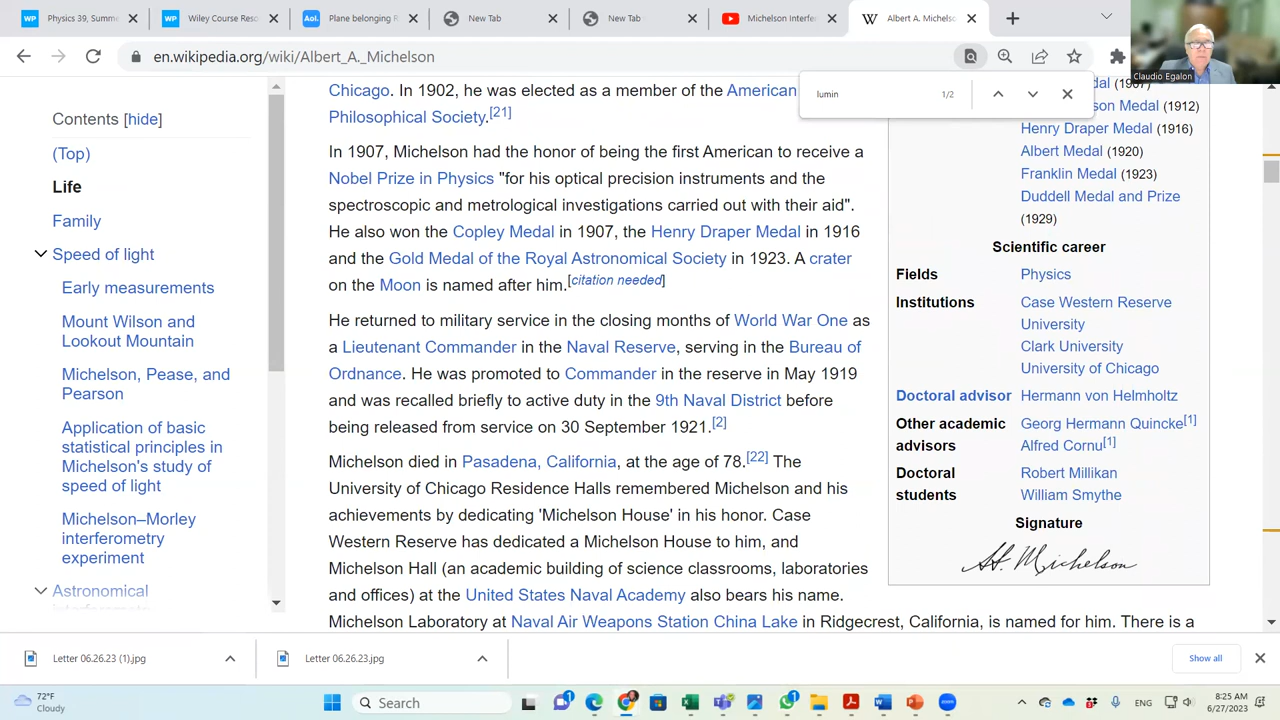 Physics 39, Summe
Wiley Course Reso
Plane belonging R
New Tab
New Tab
Michelson Interfer
Albert A. Michelso
en.wikipedia.org/wiki/Albert_A._Michelson
Claudio Egalon
lumin
1/2
Contents [hide]
(Top)
Life
Family
Speed of light
Early measurements
Mount Wilson and
Lookout Mountain
Michelson, Pease, and
Pearson
Application of basic
statistical principles in
Michelson's study of
speed of light
Michelson–Morley
interferometry
experiment
Astronomical
Chicago. In 1902, he was elected as a member of the American
Philosophical Society.[21]
In 1907, Michelson had the honor of being the first American to receive a
Nobel Prize in Physics "for his optical precision instruments and the
spectroscopic and metrological investigations carried out with their aid".
He also won the Copley Medal in 1907, the Henry Draper Medal in 1916
and the Gold Medal of the Royal Astronomical Society in 1923. A crater
on the Moon is named after him.[citation needed]
He returned to military service in the closing months of World War One as
a Lieutenant Commander in the Naval Reserve, serving in the Bureau of
Ordnance. He was promoted to Commander in the reserve in May 1919
and was recalled briefly to active duty in the 9th Naval District before
being released from service on 30 September 1921.[2]
Michelson died in Pasadena, California, at the age of 78.[22] The
University of Chicago Residence Halls remembered Michelson and his
achievements by dedicating 'Michelson House' in his honor. Case
Western Reserve has dedicated a Michelson House to him, and
Michelson Hall (an academic building of science classrooms, laboratories
and offices) at the United States Naval Academy also bears his name.
Michelson Laboratory at Naval Air Weapons Station China Lake in Ridgecrest, California, is named for him. There is a
(1907)
son Medal (1912)
Henry Draper Medal (1916)
Albert Medal (1920)
Franklin Medal (1923)
Duddell Medal and Prize
(1929)
Scientific career
Fields Physics
Institutions Case Western Reserve
University
Clark University
University of Chicago
Doctoral advisor Hermann von Helmholtz
Other academic Georg Hermann Quincke[1]
advisors Alfred Cornu[1]
Doctoral Robert Millikan
students William Smythe
Signature
Michelson
Letter 06.26.23 (1).jpg
Letter 06.26.23.jpg
Show all
72°F
Cloudy
Search
1
1
ENG
8:25 AM
6/27/2023